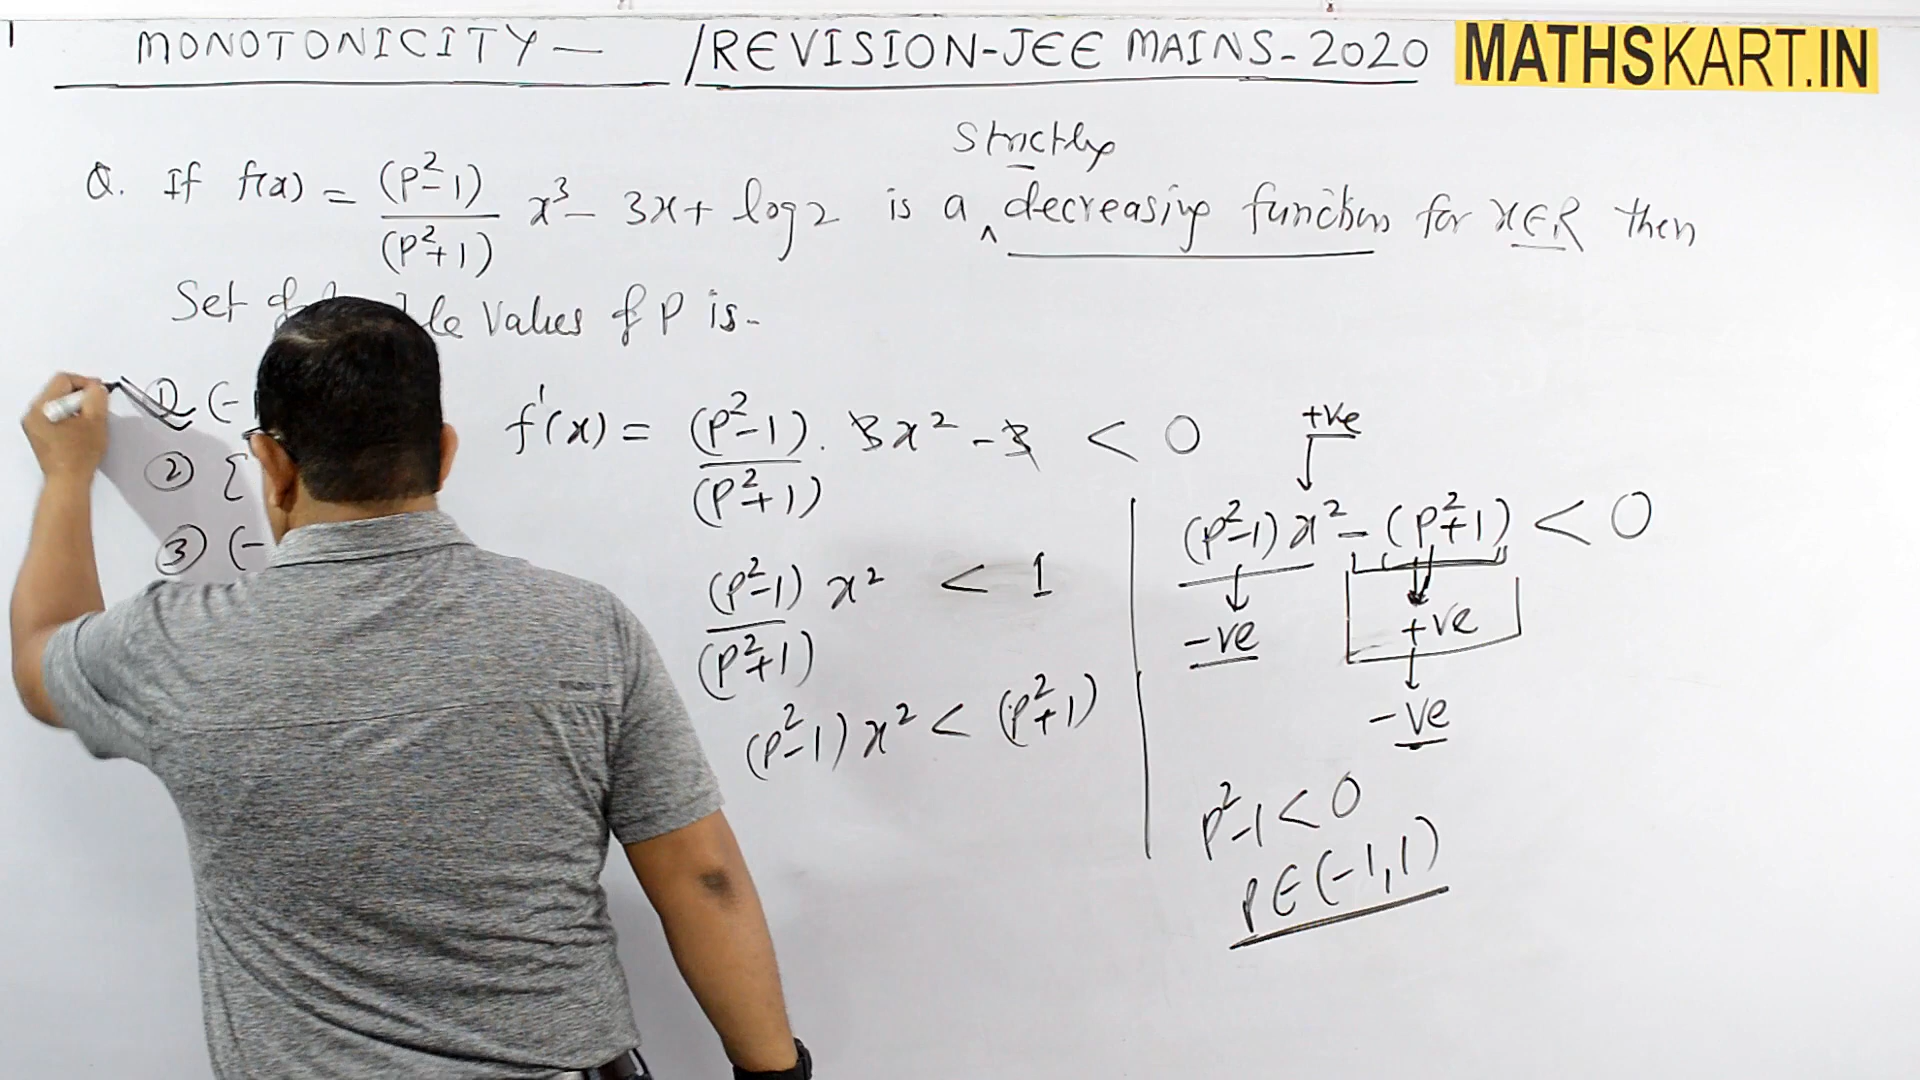 MONOTONICITY — / REVISION-JEE MAINS-2020 MATHSKART.IN
Strictly
Q. If f(x) = (p²-1)/(p²+1) x³ - 3x + log2 is a ^ decreasing function for x∈R then
Set of values of p is-
① (-
② {
③ (-
f'(x) = (p²-1)/(p²+1) . 3x² - 3 < 0
(p²-1)/(p²+1) x² < 1
(p²-1)x² < (p²+1)
+ve
(p²-1)x² - (p²+1) < 0
-ve +ve
-ve
p²-1<0
p∈(-1,1)